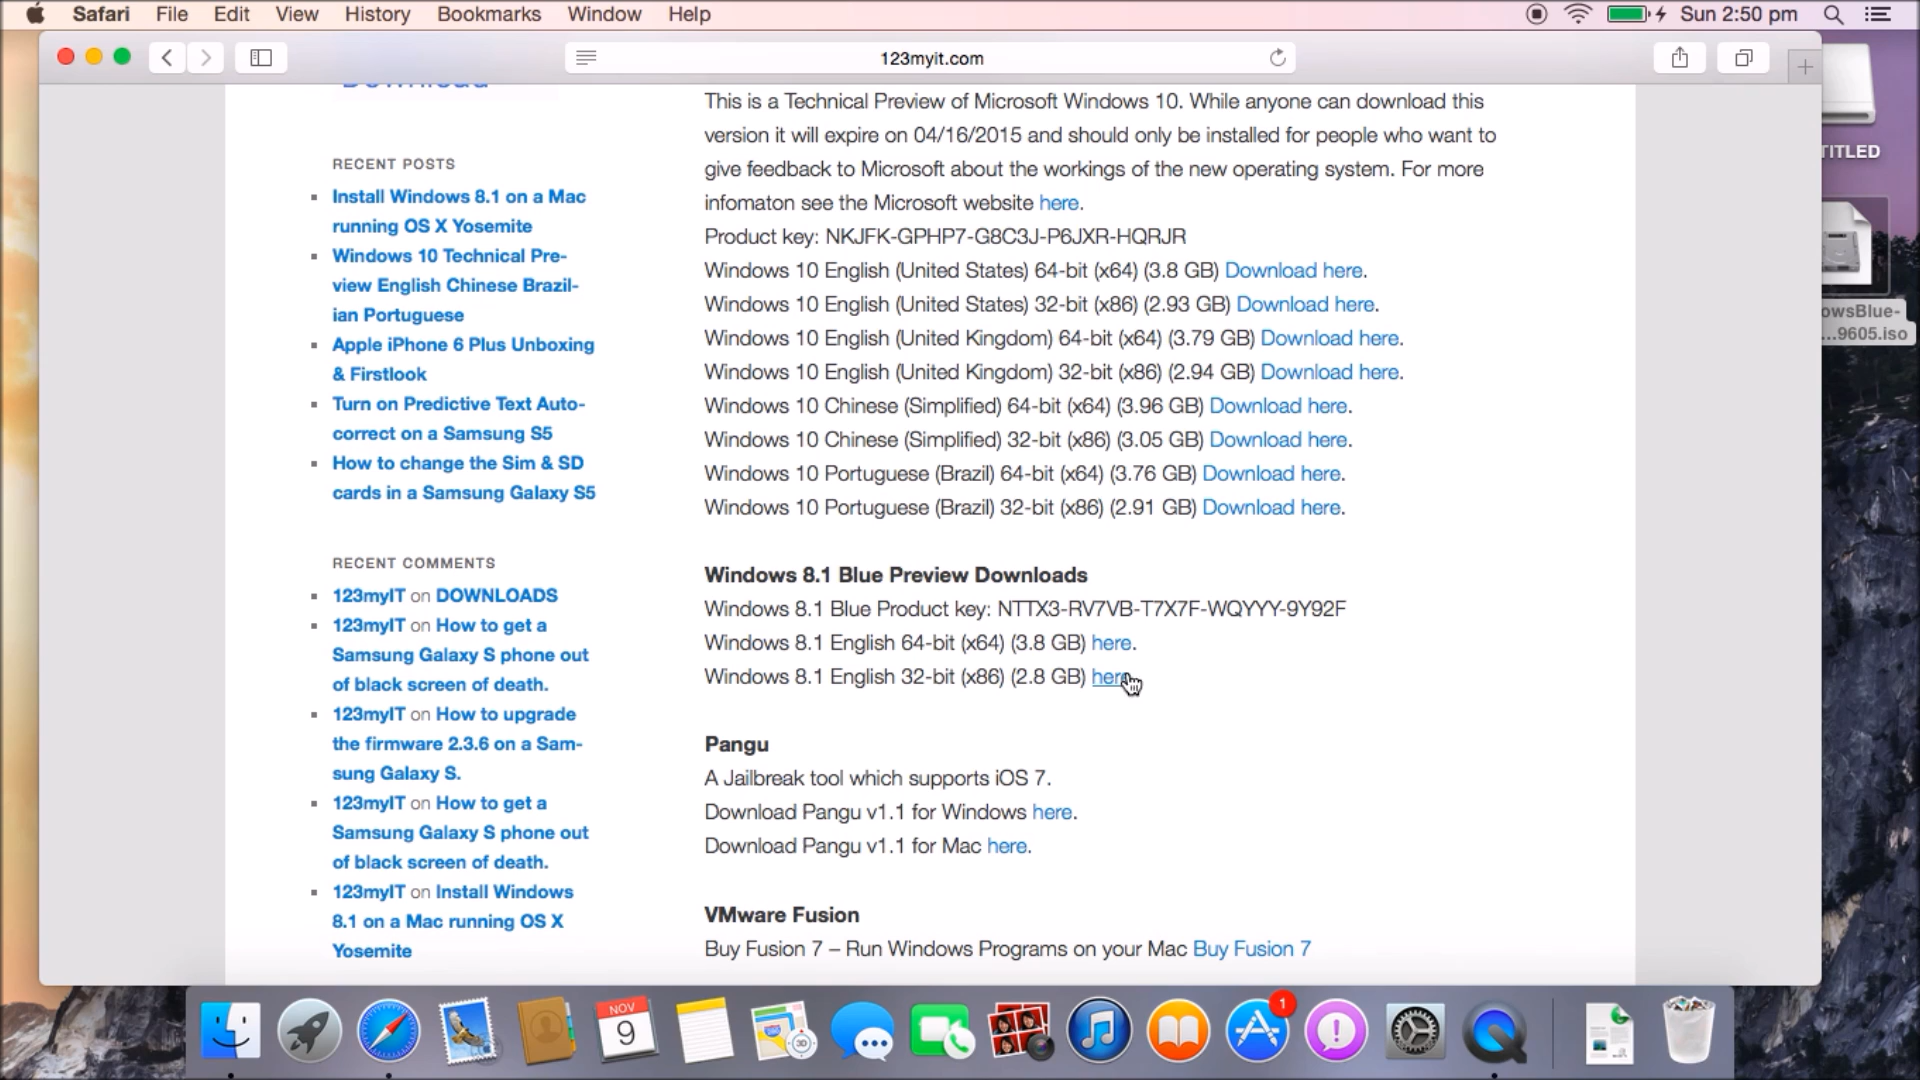 Safari File Edit View History Bookmarks Window Help Sun 2:50 pm
123myit.com
Download
RECENT POSTS
Install Windows 8.1 on a Mac
running OS X Yosemite
Windows 10 Technical Pre-
view English Chinese Brazil-
ian Portuguese
Apple iPhone 6 Plus Unboxing
& Firstlook
Turn on Predictive Text Auto-
correct on a Samsung S5
How to change the Sim & SD
cards in a Samsung Galaxy S5
RECENT COMMENTS
123myIT on DOWNLOADS
123myIT on How to get a
Samsung Galaxy S phone out
of black screen of death.
123myIT on How to upgrade
the firmware 2.3.6 on a Sam-
sung Galaxy S.
123myIT on How to get a
Samsung Galaxy S phone out
of black screen of death.
123myIT on Install Windows
8.1 on a Mac running OS X
Yosemite
This is a Technical Preview of Microsoft Windows 10. While anyone can download this
version it will expire on 04/16/2015 and should only be installed for people who want to
give feedback to Microsoft about the workings of the new operating system. For more
infomaton see the Microsoft website here.
Product key: NKJFK-GPHP7-G8C3J-P6JXR-HQRJR
Windows 10 English (United States) 64-bit (x64) (3.8 GB) Download here.
Windows 10 English (United States) 32-bit (x86) (2.93 GB) Download here.
Windows 10 English (United Kingdom) 64-bit (x64) (3.79 GB) Download here.
Windows 10 English (United Kingdom) 32-bit (x86) (2.94 GB) Download here.
Windows 10 Chinese (Simplified) 64-bit (x64) (3.96 GB) Download here.
Windows 10 Chinese (Simplified) 32-bit (x86) (3.05 GB) Download here.
Windows 10 Portuguese (Brazil) 64-bit (x64) (3.76 GB) Download here.
Windows 10 Portuguese (Brazil) 32-bit (x86) (2.91 GB) Download here.
Windows 8.1 Blue Preview Downloads
Windows 8.1 Blue Product key: NTTX3-RV7VB-T7X7F-WQYYY-9Y92F
Windows 8.1 English 64-bit (x64) (3.8 GB) here.
Windows 8.1 English 32-bit (x86) (2.8 GB) here
Pangu
A Jailbreak tool which supports iOS 7.
Download Pangu v1.1 for Windows here.
Download Pangu v1.1 for Mac here.
VMware Fusion
Buy Fusion 7 – Run Windows Programs on your Mac Buy Fusion 7
TITLED
owsBlue-
...9605.iso
NOV
9
3D
1